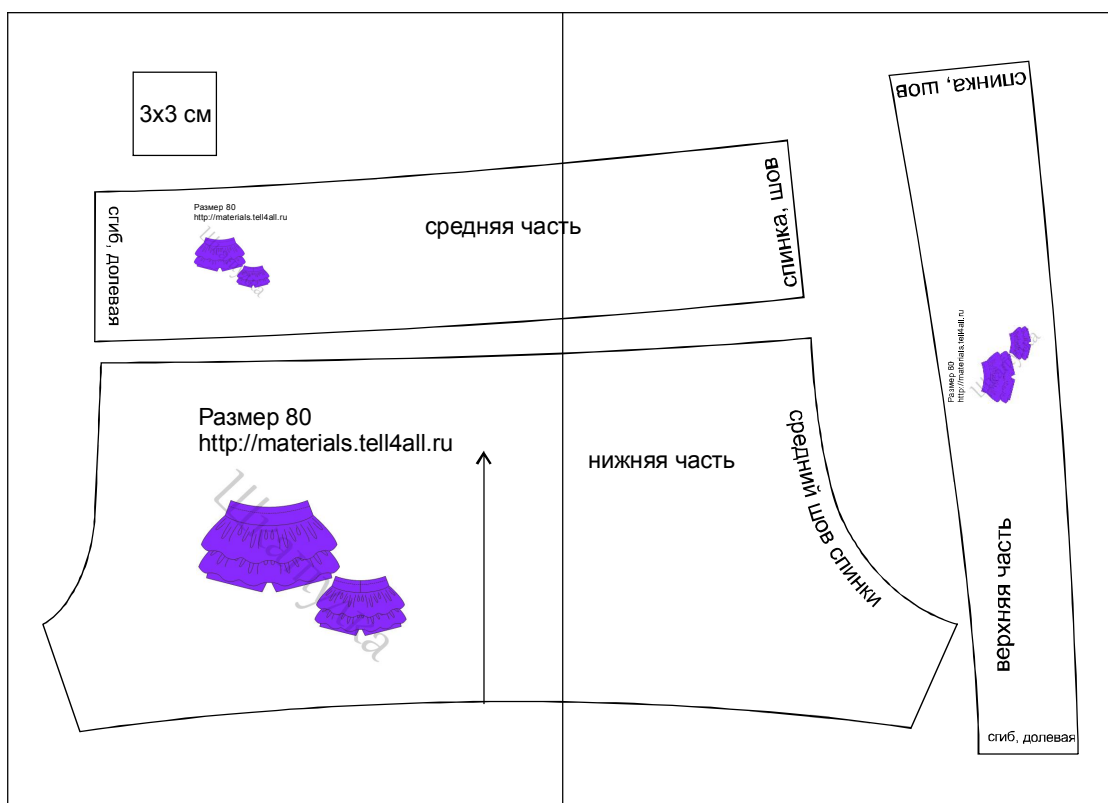 3x3 см
спинка, шов
сгиб, долевая
Размер 80
http://materials.tell4all.ru
средняя часть
спинка, шов
Размер 80
http://materials.tell4all.ru
нижняя часть
средний шов спинки
Размер 80
http://materials.tell4all.ru
верхняя часть
сгиб, долевая